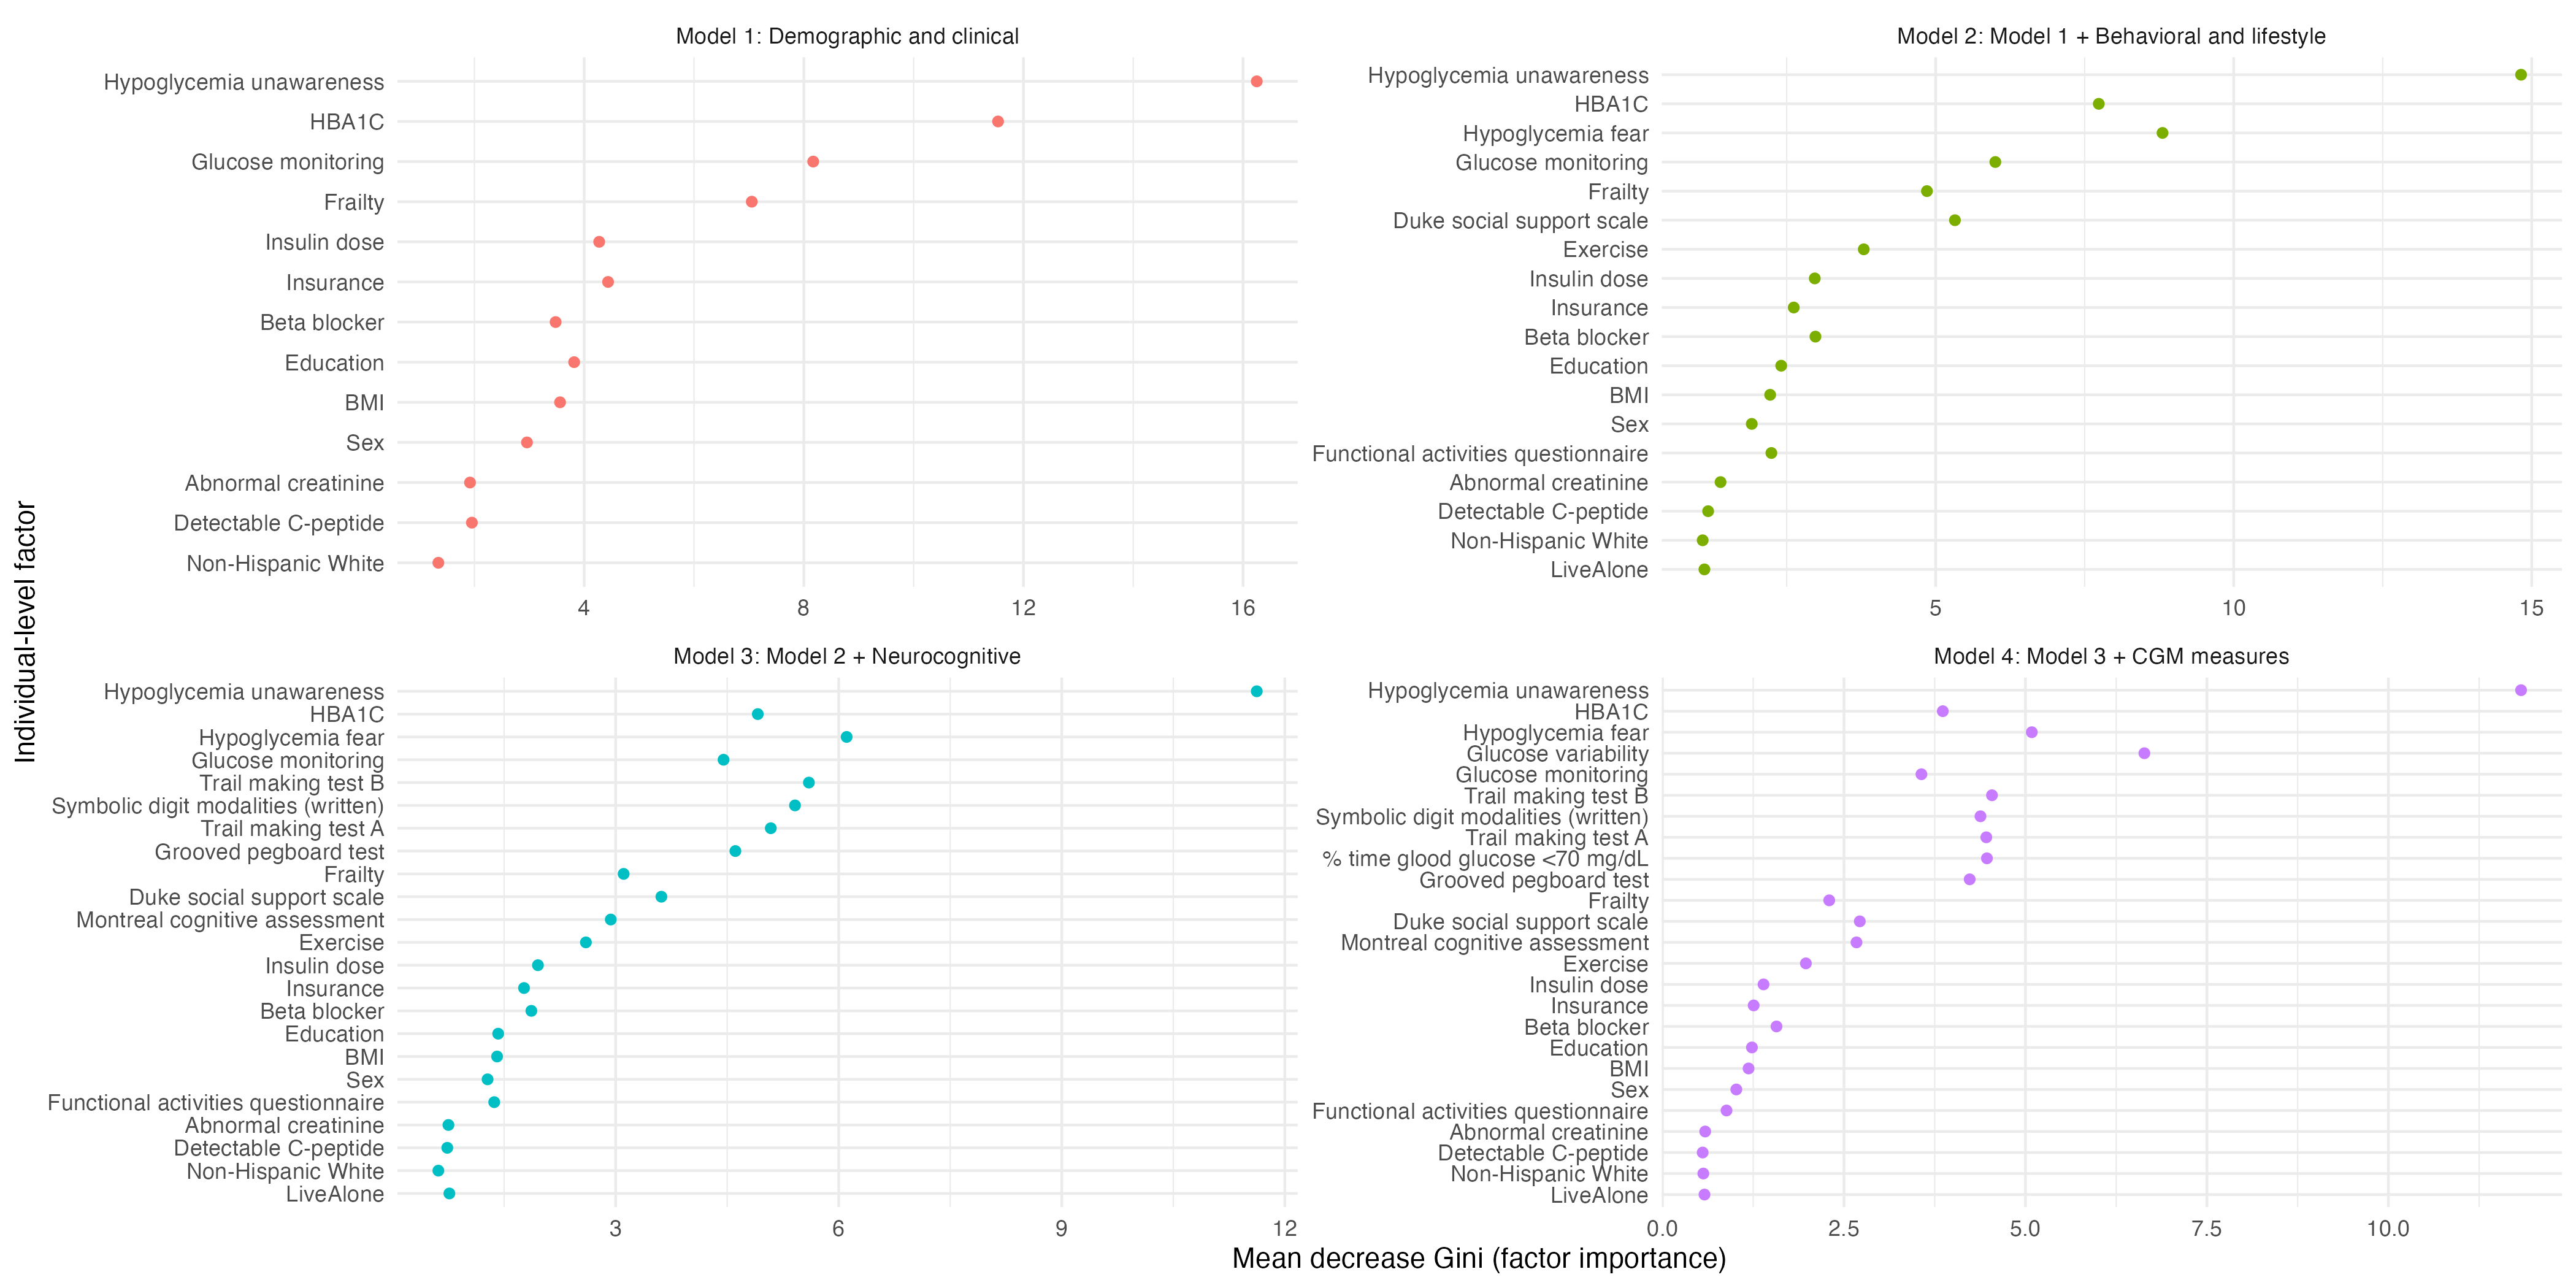 Individual-level factor
Model 1: Demographic and clinical
Hypoglycemia unawareness
HBA1C
Glucose monitoring
Frailty
Insulin dose
Insurance
Beta blocker
Education
BMI
Sex
Abnormal creatinine
Detectable C-peptide
Non-Hispanic White
4 8 12 16
Model 2: Model 1 + Behavioral and lifestyle
Hypoglycemia unawareness
HBA1C
Hypoglycemia fear
Glucose monitoring
Frailty
Duke social support scale
Exercise
Insulin dose
Insurance
Beta blocker
Education
BMI
Sex
Functional activities questionnaire
Abnormal creatinine
Detectable C-peptide
Non-Hispanic White
LiveAlone
5 10 15
Model 3: Model 2 + Neurocognitive
Hypoglycemia unawareness
HBA1C
Hypoglycemia fear
Glucose monitoring
Trail making test B
Symbolic digit modalities (written)
Trail making test A
Grooved pegboard test
Frailty
Duke social support scale
Montreal cognitive assessment
Exercise
Insulin dose
Insurance
Beta blocker
Education
BMI
Sex
Functional activities questionnaire
Abnormal creatinine
Detectable C-peptide
Non-Hispanic White
LiveAlone
3 6 9 12
Model 4: Model 3 + CGM measures
Hypoglycemia unawareness
HBA1C
Hypoglycemia fear
Glucose variability
Glucose monitoring
Trail making test B
Symbolic digit modalities (written)
Trail making test A
% time glood glucose <70 mg/dL
Grooved pegboard test
Frailty
Duke social support scale
Montreal cognitive assessment
Exercise
Insulin dose
Insurance
Beta blocker
Education
BMI
Sex
Functional activities questionnaire
Abnormal creatinine
Detectable C-peptide
Non-Hispanic White
LiveAlone
0.0 2.5 5.0 7.5 10.0
Mean decrease Gini (factor importance)